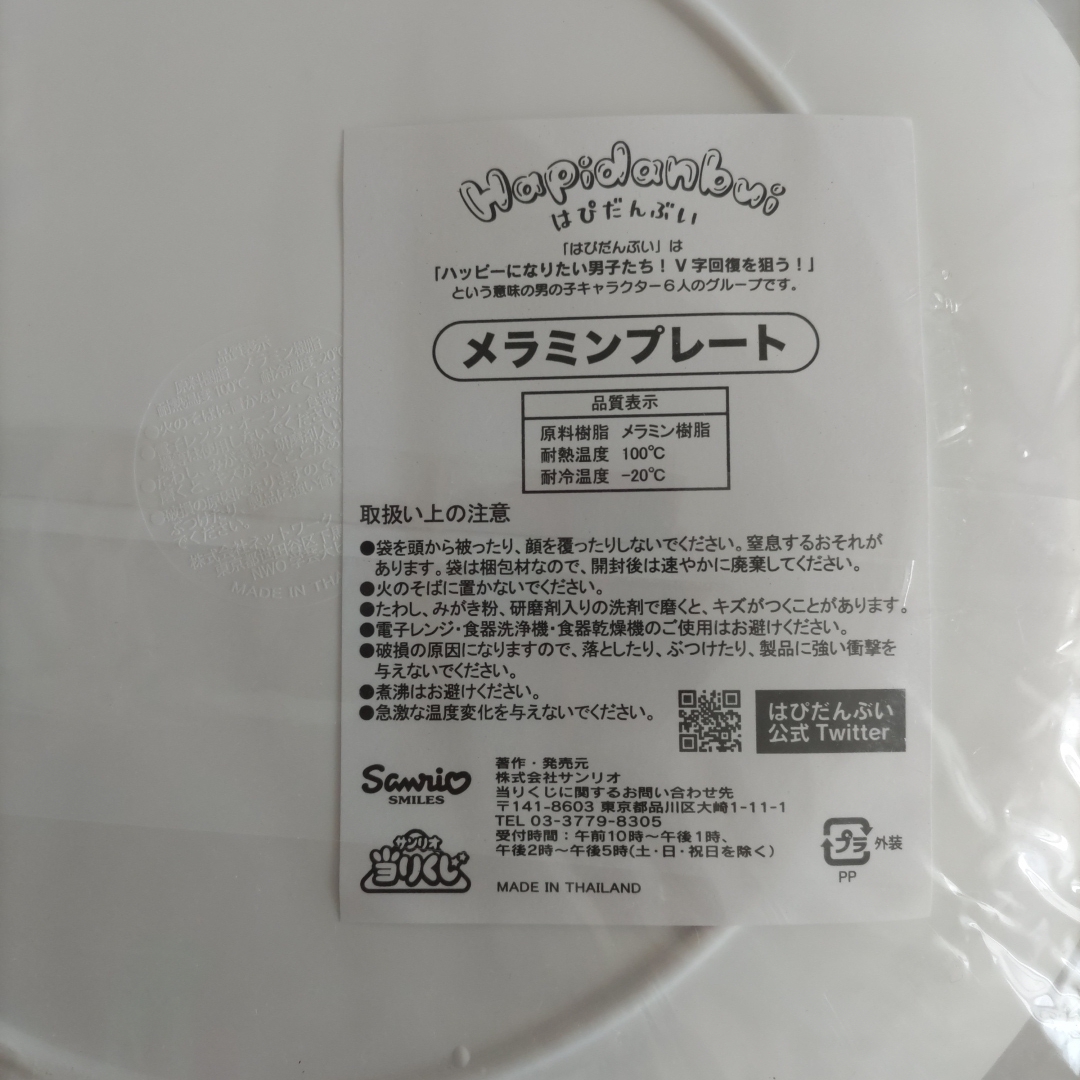 Hapidanbui
はぴだんぶい
「はぴだんぶい」は
「ハッピーになりたい男子たち！V字回復を狙う！」
という意味の男の子キャラクター6人のグループです。
メラミンプレート
品質表示
原料樹脂 メラミン樹脂
耐熱温度 100℃
耐冷温度 -20℃
取扱い上の注意
●袋を頭から被ったり、顔を覆ったりしないでください。窒息するおそれが
あります。袋は梱包材なので、開封後は速やかに廃棄してください。
●火のそばに置かないでください。
●たわし、みがき粉、研磨剤入りの洗剤で磨くと、キズがつくことがあります。
●電子レンジ・食器洗浄機・食器乾燥機のご使用はお避けください。
●破損の原因になりますので、落としたり、ぶつけたり、製品に強い衝撃を
与えないでください。
●煮沸はお避けください。
●急激な温度変化を与えないでください。
はぴだんぶい
公式 Twitter
Sanrio
SMILES
サンリオ
当りくじ
著作・発売元
株式会社サンリオ
当りくじに関するお問い合わせ先
〒141-8603 東京都品川区大崎1-11-1
TEL 03-3779-8305
受付時間：午前10時〜午後1時、
午後2時〜午後5時(土・日・祝日を除く)
MADE IN THAILAND
プラ 外装
PP
MADE IN THA